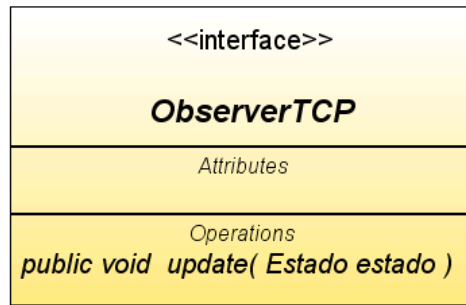 <<interface>>
ObserverTCP
Attributes
Operations
public void update( Estado estado )